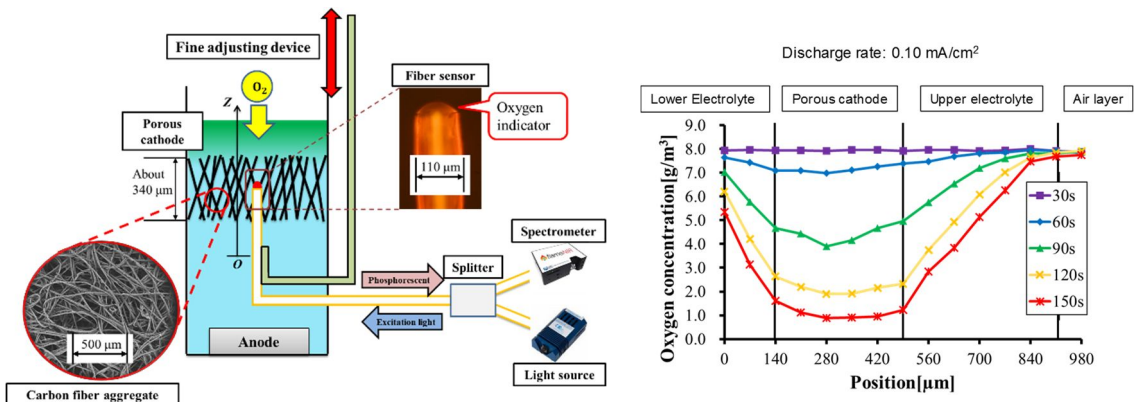 Fine adjusting device
O₂
Z
Porous
cathode
About
340 μm
O
Fiber sensor
Oxygen
indicator
110 μm
Spectrometer
Splitter
Phosphorescent
Excitation light
Light source
Anode
500 μm
Carbon fiber aggregate
Discharge rate: 0.10 mA/cm²
Lower Electrolyte
Porous cathode
Upper electrolyte
Air layer
Oxygen concentration[g/m³]
9.0
8.0
7.0
6.0
5.0
4.0
3.0
2.0
1.0
0.0
30s
60s
90s
120s
150s
0 140 280 420 560 700 840 980
Position[μm]